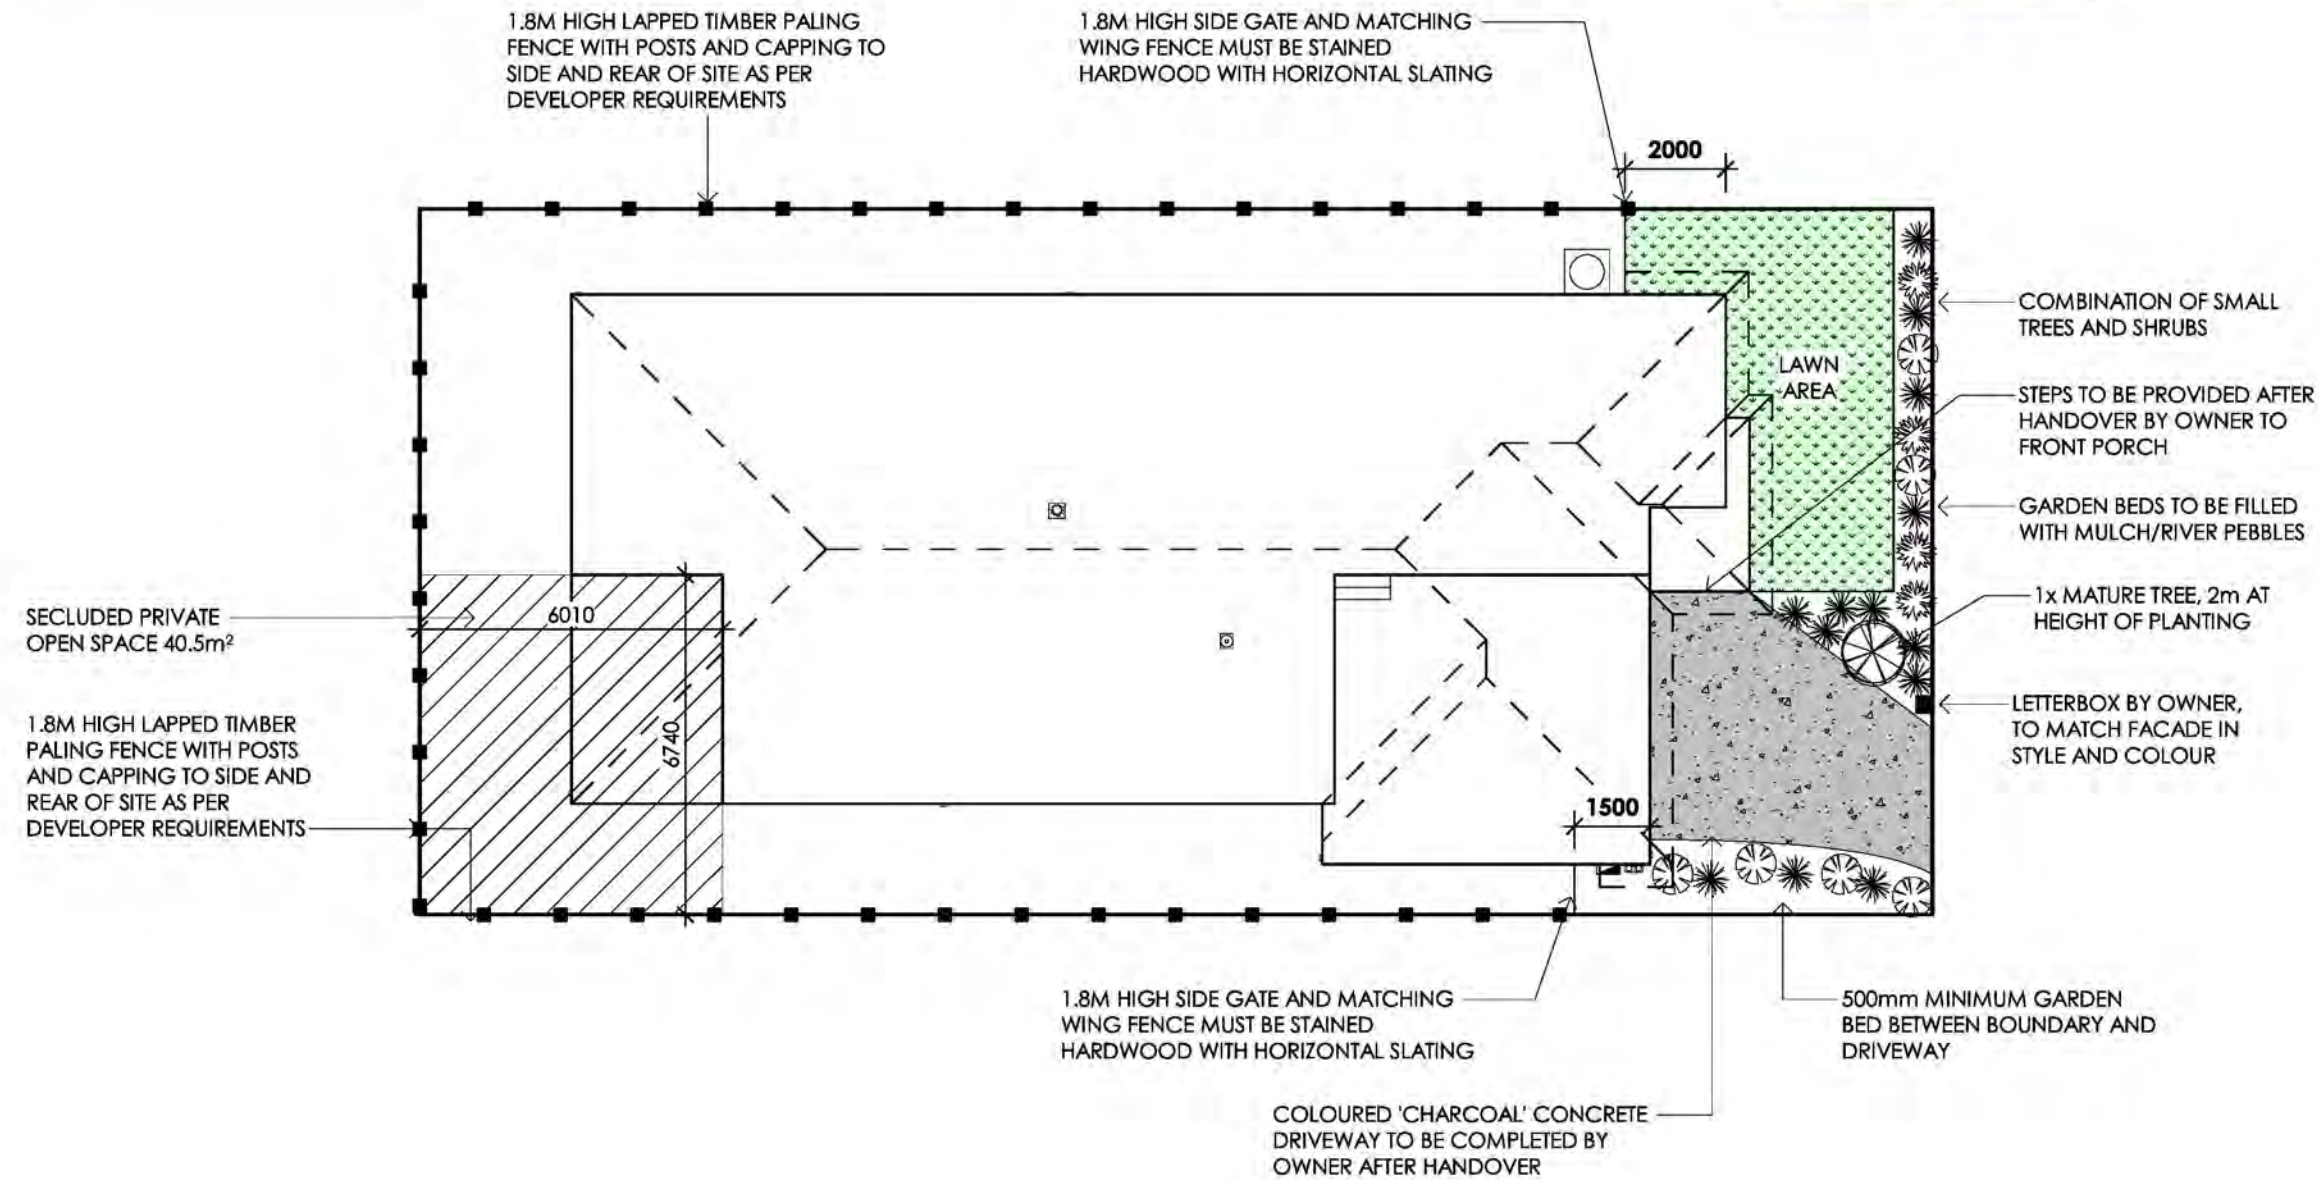 1.8M HIGH LAPPED TIMBER PALING
FENCE WITH POSTS AND CAPPING TO
SIDE AND REAR OF SITE AS PER
DEVELOPER REQUIREMENTS
1.8M HIGH SIDE GATE AND MATCHING
WING FENCE MUST BE STAINED
HARDWOOD WITH HORIZONTAL SLATING
2000
COMBINATION OF SMALL
TREES AND SHRUBS
LAWN
AREA
STEPS TO BE PROVIDED AFTER
HANDOVER BY OWNER TO
FRONT PORCH
GARDEN BEDS TO BE FILLED
WITH MULCH/RIVER PEBBLES
SECLUDED PRIVATE
OPEN SPACE 40.5m²
6010
6740
1x MATURE TREE, 2m AT
HEIGHT OF PLANTING
LETTERBOX BY OWNER,
TO MATCH FACADE IN
STYLE AND COLOUR
1.8M HIGH LAPPED TIMBER
PALING FENCE WITH POSTS
AND CAPPING TO SIDE AND
REAR OF SITE AS PER
DEVELOPER REQUIREMENTS
1500
1.8M HIGH SIDE GATE AND MATCHING
WING FENCE MUST BE STAINED
HARDWOOD WITH HORIZONTAL SLATING
500mm MINIMUM GARDEN
BED BETWEEN BOUNDARY AND
DRIVEWAY
COLOURED 'CHARCOAL' CONCRETE
DRIVEWAY TO BE COMPLETED BY
OWNER AFTER HANDOVER